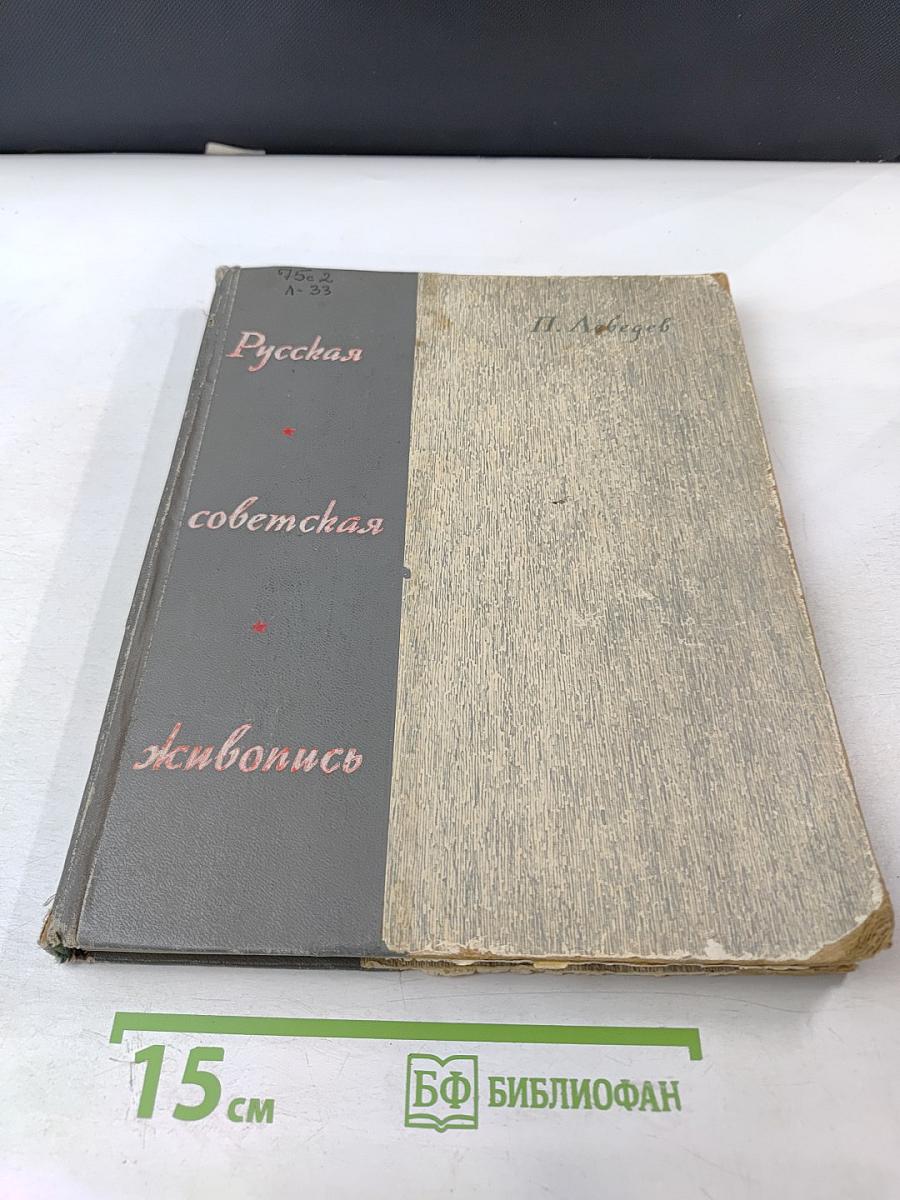 75с2
Л-33
П. Лебедев
Русская
советская
живопись
15 см
БФ БИБЛИОФАН